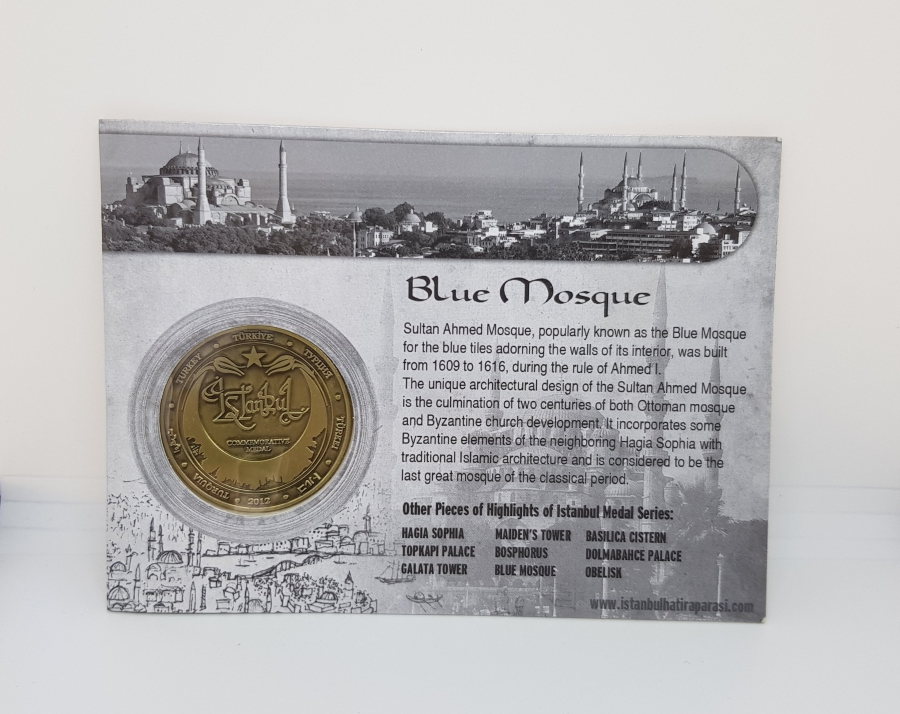 Blue Mosque
Sultan Ahmed Mosque, popularly known as the Blue Mosque
for the blue tiles adorning the walls of its interior, was built
from 1609 to 1616, during the rule of Ahmed I.
The unique architectural design of the Sultan Ahmed Mosque
is the culmination of two centuries of both Ottoman mosque
and Byzantine church development. It incorporates some
Byzantine elements of the neighboring Hagia Sophia with
traditional Islamic architecture and is considered to be the
last great mosque of the classical period.
Other Pieces of Highlights of Istanbul Medal Series:
HAGIA SOPHIA MAIDEN'S TOWER BASILICA CISTERN
TOPKAPI PALACE BOSPHORUS DOLMABAHCE PALACE
GALATA TOWER BLUE MOSQUE OBELISK
www.istanbulhatiraparasi.com
TURKEY
TÜRKİYE
ТУРЦИЯ
TÜRKEI
TURQUIA
2012
Istanbul
COMMEMORATIVE
MEDAL